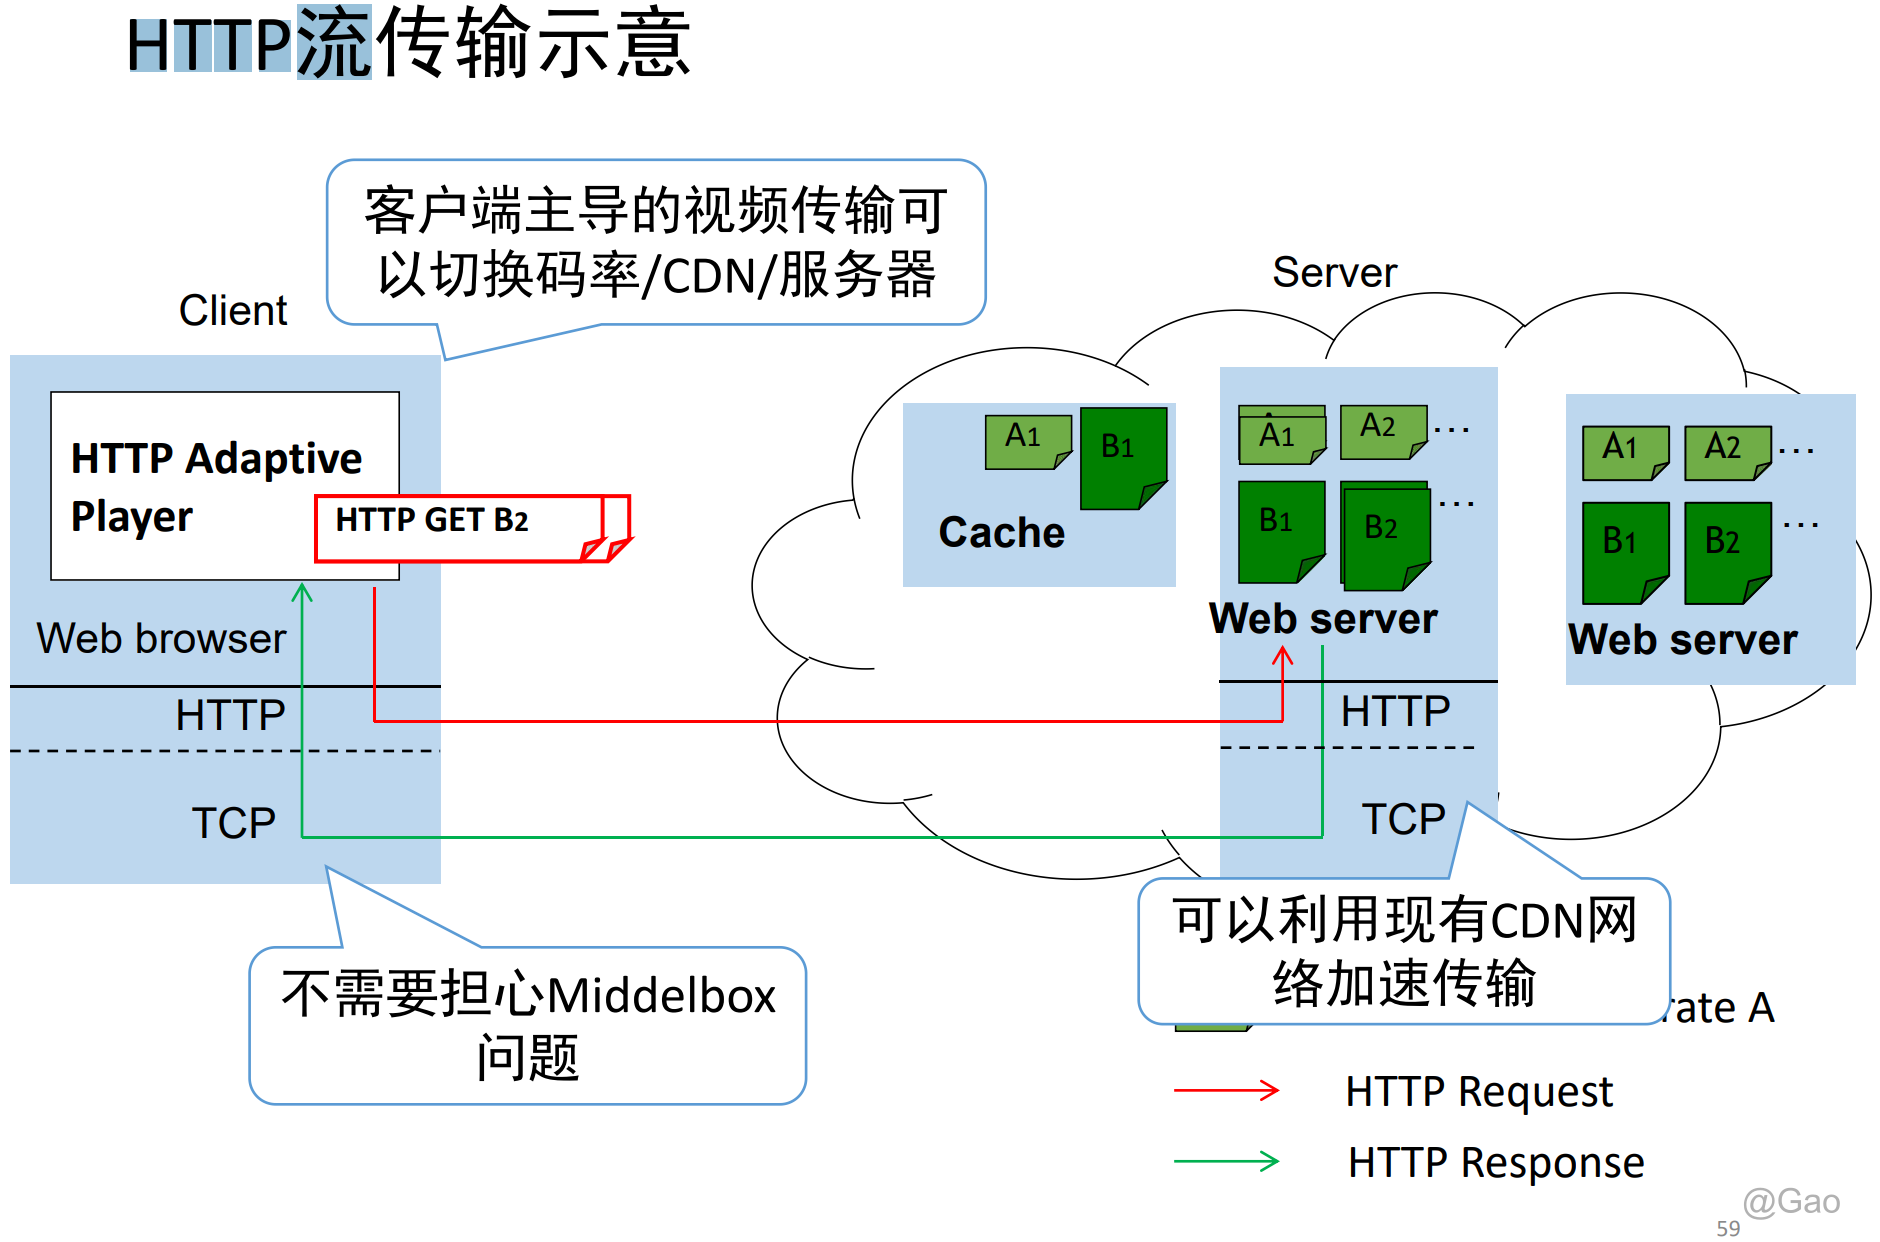 HTTP流传输示意
客户端主导的视频传输可
以切换码率/CDN/服务器
Client
Server
HTTP Adaptive
Player
HTTP GET B2
Web browser
HTTP
TCP
A1
B1
Cache
A1
A2
...
B1
B2
...
Web server
HTTP
TCP
A1
A2
...
B1
B2
...
Web server
不需要担心Middelbox
问题
可以利用现有CDN网
络加速传输
rate A
HTTP Request
HTTP Response
@Gao
59